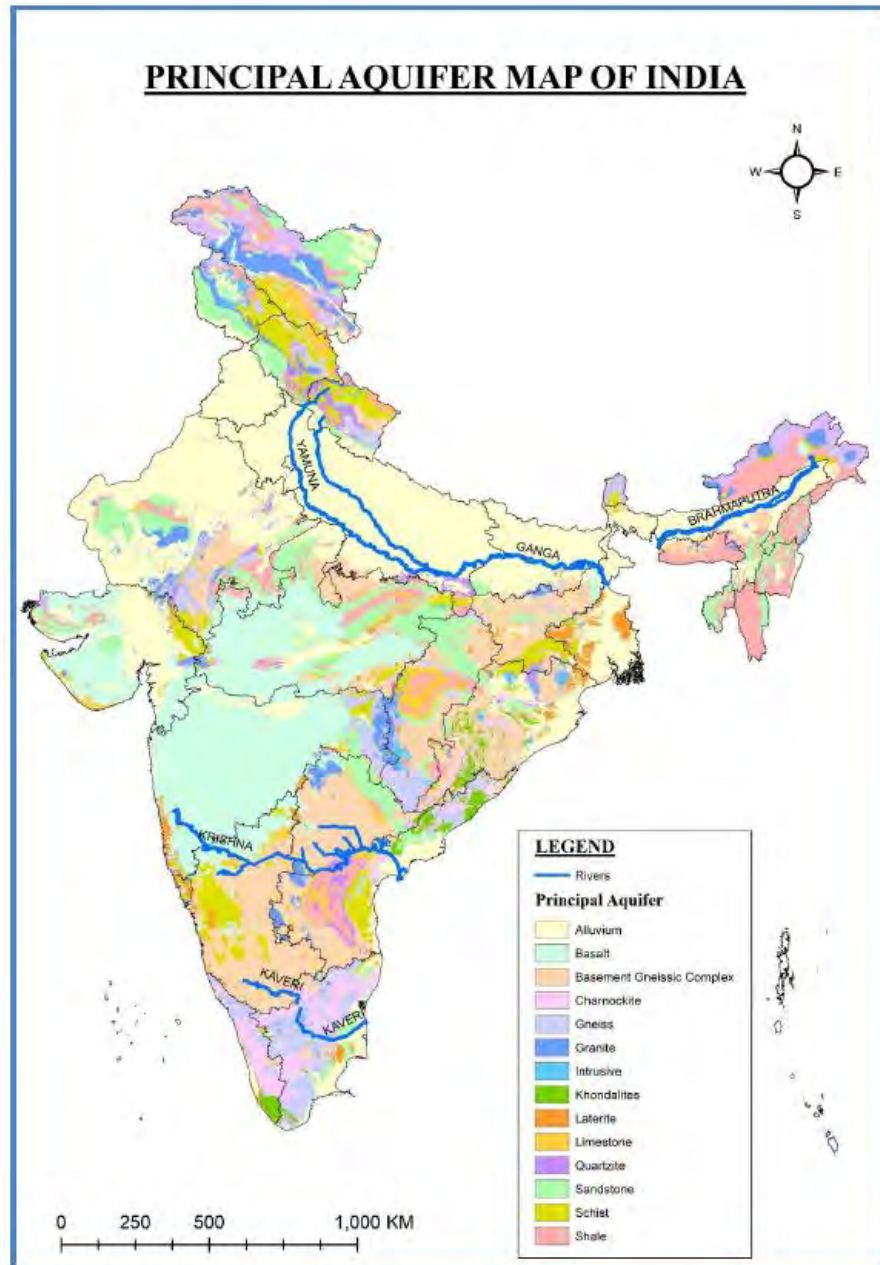 PRINCIPAL AQUIFER MAP OF INDIA
N
W E
S
YAMUNA
GANGA
BRAHMAPUTRA
KRISHNA
KAVERI
KAVERI
LEGEND
Rivers
Principal Aquifer
Alluvium
Basalt
Basement Gneissic Complex
Charnockite
Gneiss
Granite
Intrusive
Khondalites
Laterite
Limestone
Quartzite
Sandstone
Schist
Shale
0 250 500 1,000 KM